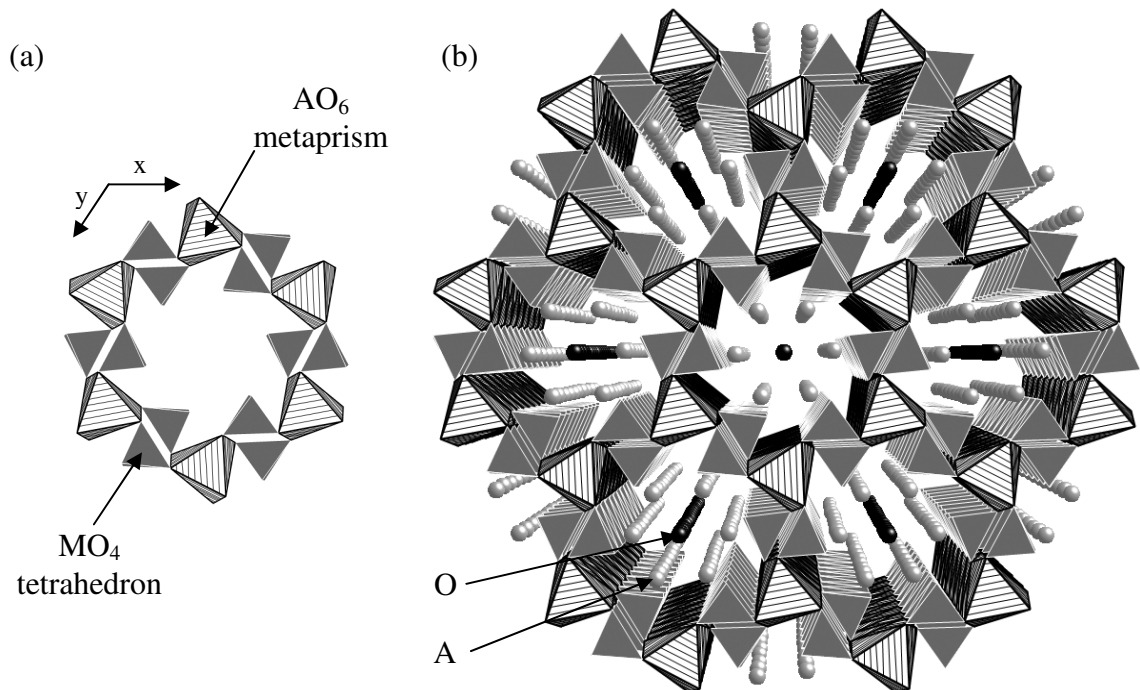 (a)
AO₆
metaprism
x
y
MO₄
tetrahedron
(b)
O
A